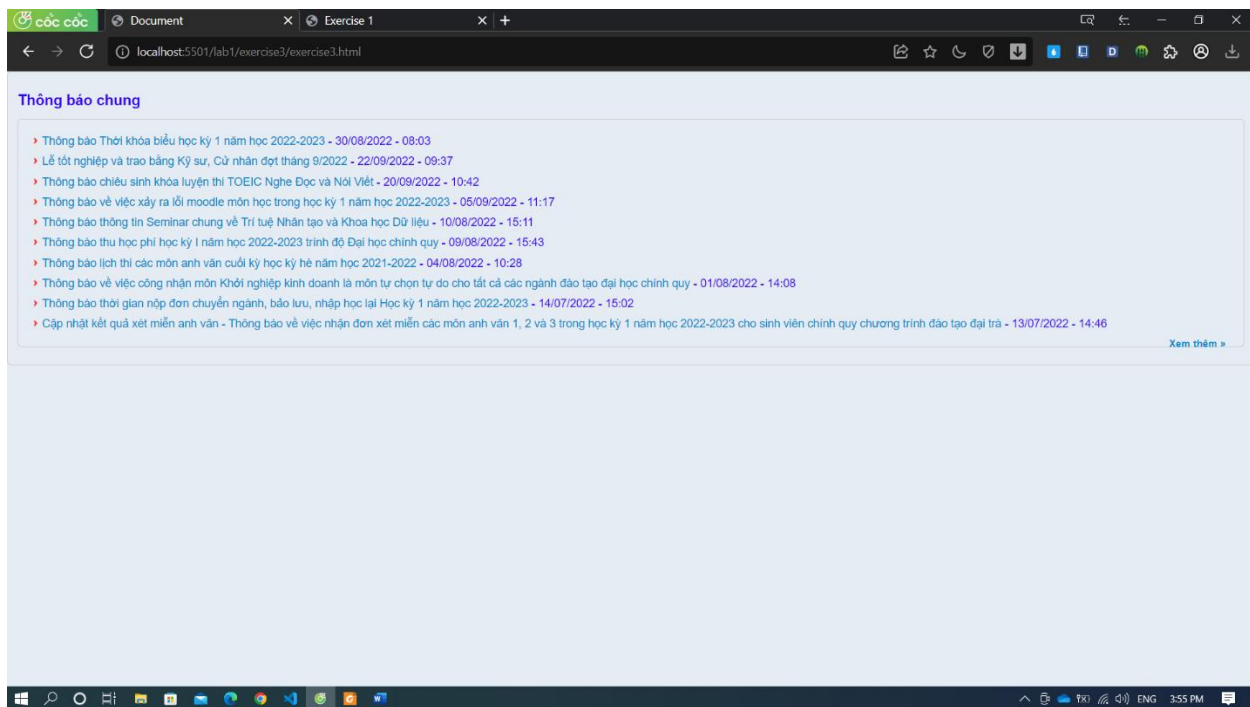 cốc cốc
Document
Exercise 1
localhost:5501/lab1/exercise3/exercise3.html
Thông báo chung
Thông báo Thời khóa biểu học kỳ 1 năm học 2022-2023 - 30/08/2022 - 08:03
Lễ tốt nghiệp và trao bằng Kỹ sư, Cử nhân đợt tháng 9/2022 - 22/09/2022 - 09:37
Thông báo chiêu sinh khóa luyện thi TOEIC Nghe Đọc và Nói Viết - 20/09/2022 - 10:42
Thông báo về việc xảy ra lỗi moodle môn học trong học kỳ 1 năm học 2022-2023 - 05/09/2022 - 11:17
Thông báo thông tin Seminar chung về Trí tuệ Nhân tạo và Khoa học Dữ liệu - 10/08/2022 - 15:11
Thông báo thu học phí học kỳ I năm học 2022-2023 trình độ Đại học chính quy - 09/08/2022 - 15:43
Thông báo lịch thi các môn anh văn cuối kỳ học kỳ hè năm học 2021-2022 - 04/08/2022 - 10:28
Thông báo về việc công nhận môn Khởi nghiệp kinh doanh là môn tự chọn tự do cho tất cả các ngành đào tạo đại học chính quy - 01/08/2022 - 14:08
Thông báo thời gian nộp đơn chuyển ngành, bảo lưu, nhập học lại Học kỳ 1 năm học 2022-2023 - 14/07/2022 - 15:02
Cập nhật kết quả xét miễn anh văn - Thông báo về việc nhận đơn xét miễn các môn anh văn 1, 2 và 3 trong học kỳ 1 năm học 2022-2023 cho sinh viên chính quy chương trình đào tạo đại trà - 13/07/2022 - 14:46
Xem thêm »
ENG 3:55 PM